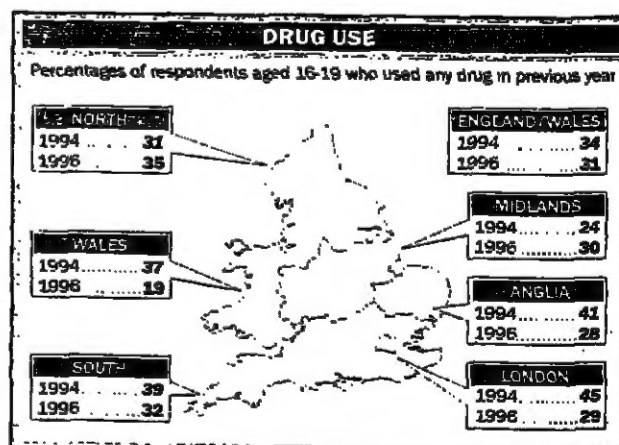 DRUG USE
Percentages of respondents aged 16-19 who used any drug in previous year
NORTH
1994 ..... 31
1996 ..... 35
ENGLAND/WALES
1994 ......... 34
1996 ......... 31
MIDLANDS
1994 ......... 24
1996 ......... 30
WALES
1994 ......... 37
1996 ......... 19
ANGLIA
1994 ......... 41
1996 ......... 28
SOUTH
1994 ......... 39
1996 ......... 32
LONDON
1994 ......... 45
1996 ......... 29